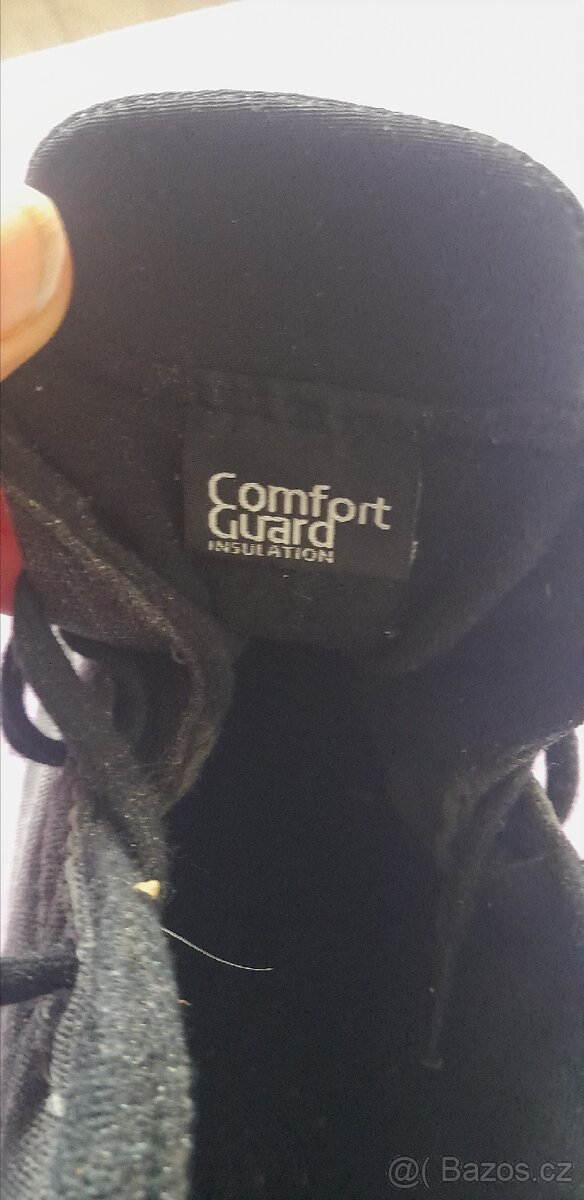 Comfort
Guard
INSULATION
@( Bazos.cz